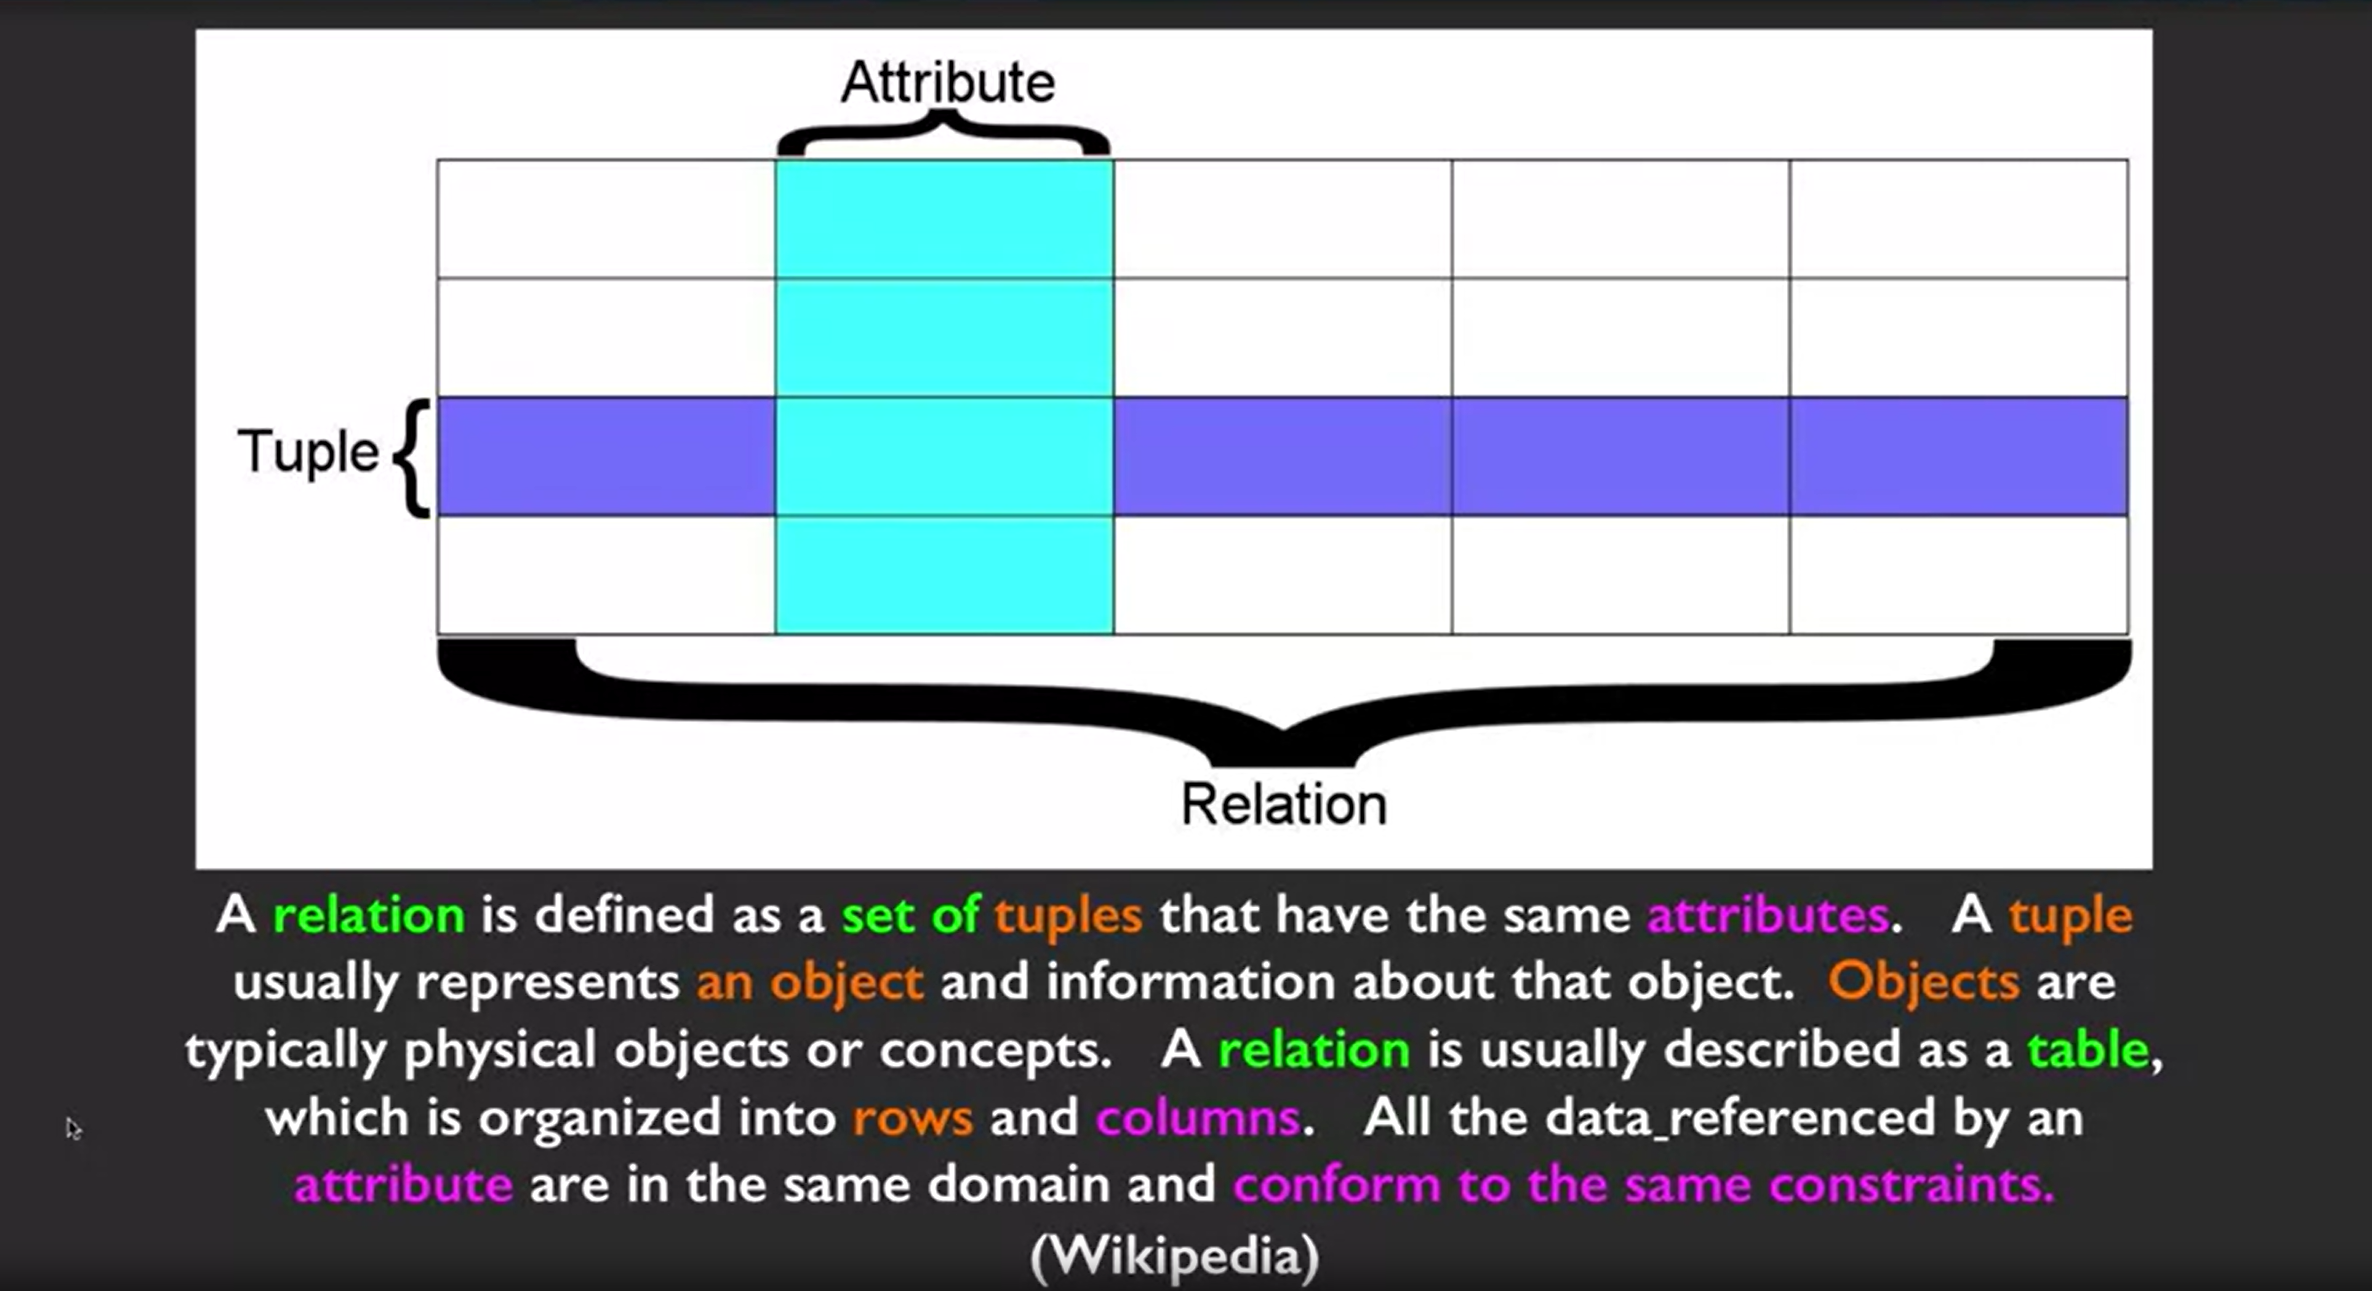 Attribute
Tuple
Relation
A relation is defined as a set of tuples that have the same attributes. A tuple
usually represents an object and information about that object. Objects are
typically physical objects or concepts. A relation is usually described as a table,
which is organized into rows and columns. All the data_referenced by an
attribute are in the same domain and conform to the same constraints.
(Wikipedia)